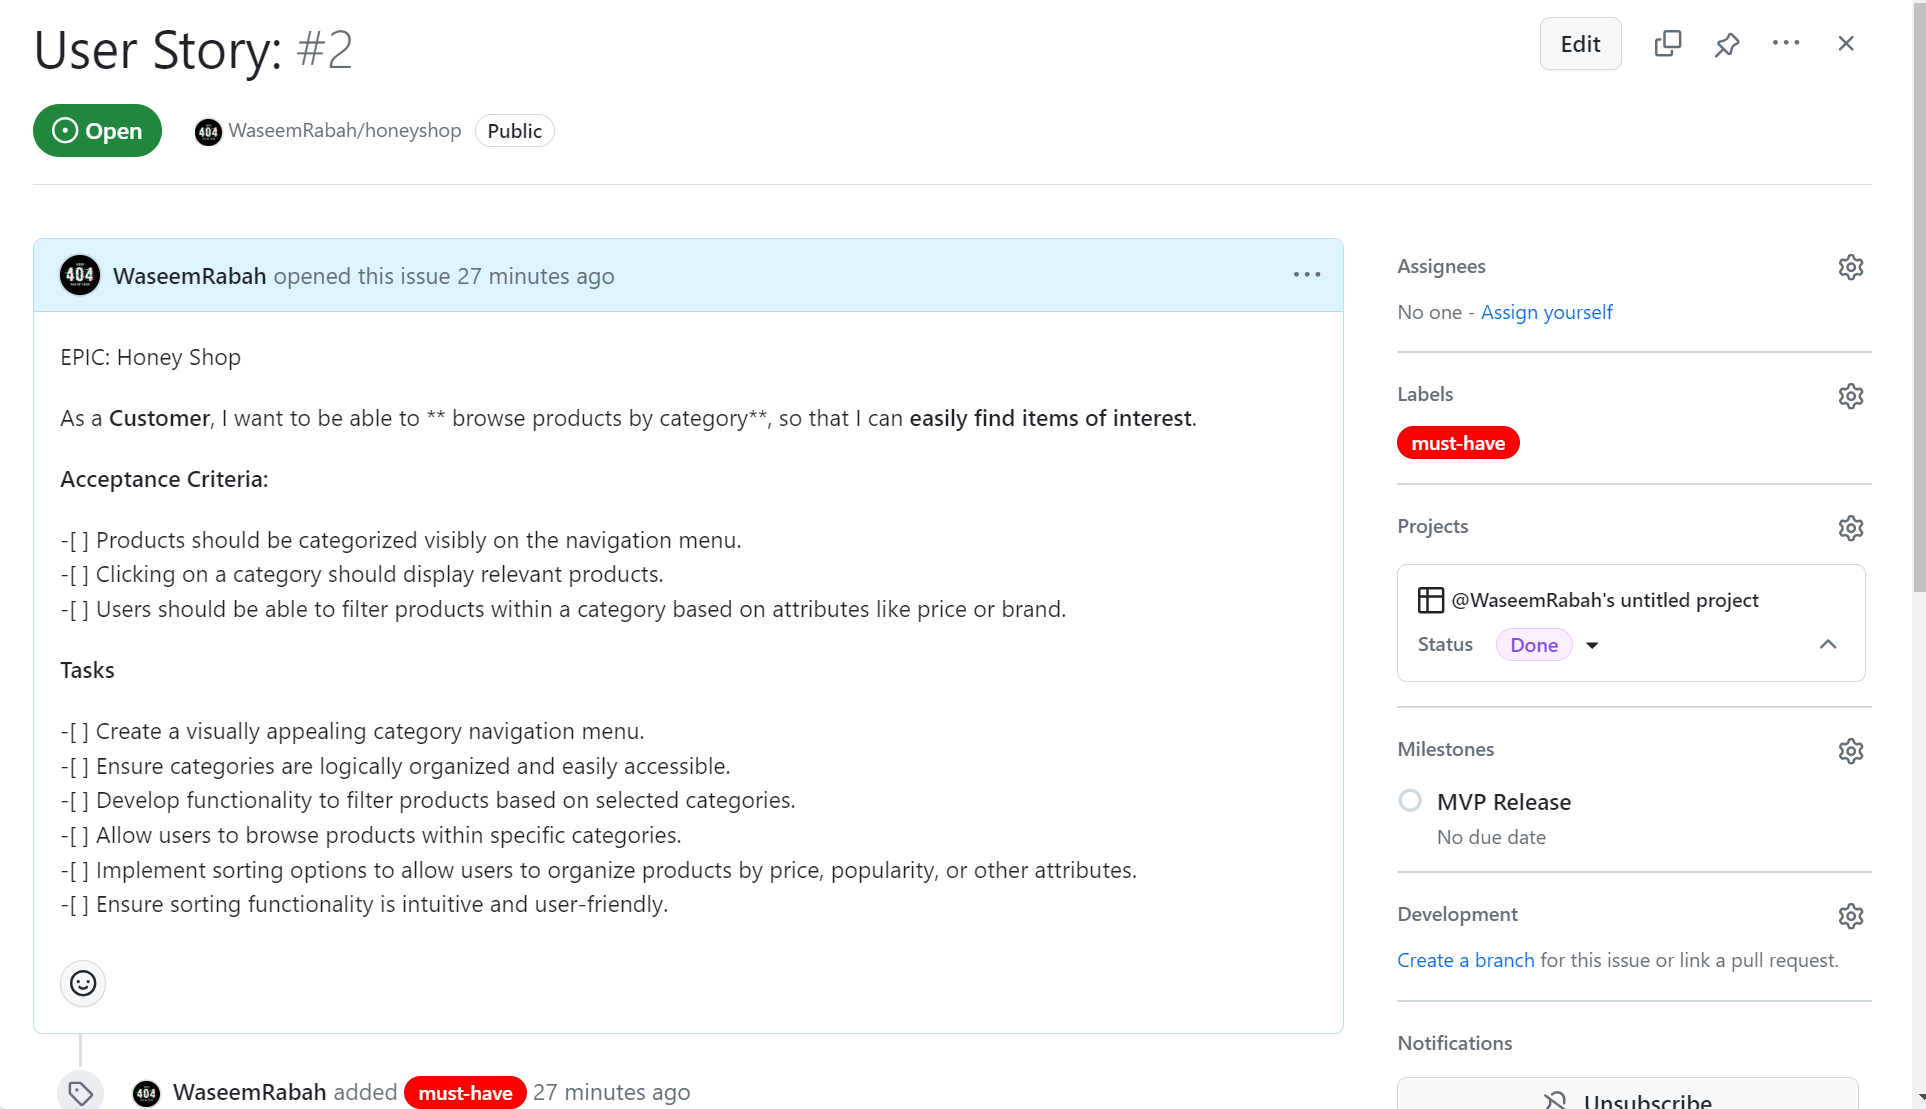 User Story: #2
Edit
Open
WaseemRabah/honeyshop
Public
404
WaseemRabah opened this issue 27 minutes ago
EPIC: Honey Shop
As a Customer, I want to be able to ** browse products by category**, so that I can easily find items of interest.
Acceptance Criteria:
-[ ] Products should be categorized visibly on the navigation menu.
-[ ] Clicking on a category should display relevant products.
-[ ] Users should be able to filter products within a category based on attributes like price or brand.
Tasks
-[ ] Create a visually appealing category navigation menu.
-[ ] Ensure categories are logically organized and easily accessible.
-[ ] Develop functionality to filter products based on selected categories.
-[ ] Allow users to browse products within specific categories.
-[ ] Implement sorting options to allow users to organize products by price, popularity, or other attributes.
-[ ] Ensure sorting functionality is intuitive and user-friendly.
404 WaseemRabah added must-have 27 minutes ago
Assignees
No one - Assign yourself
Labels
must-have
Projects
@WaseemRabah's untitled project
Status Done
Milestones
MVP Release
No due date
Development
Create a branch for this issue or link a pull request.
Notifications
Unsubscribe